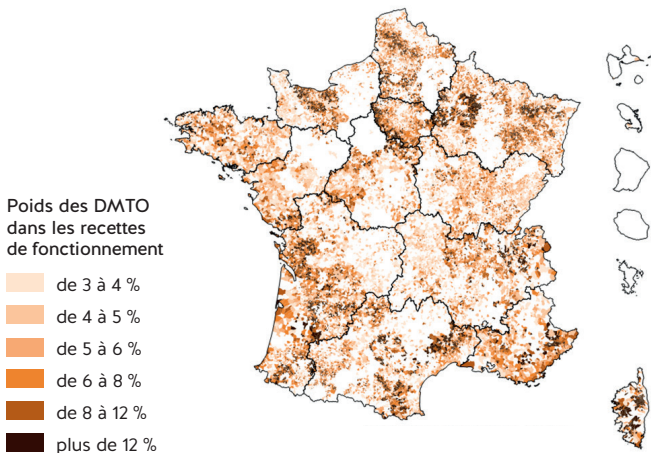 Poids des DMTO
dans les recettes
de fonctionnement
de 3 à 4 %
de 4 à 5 %
de 5 à 6 %
de 6 à 8 %
de 8 à 12 %
plus de 12 %